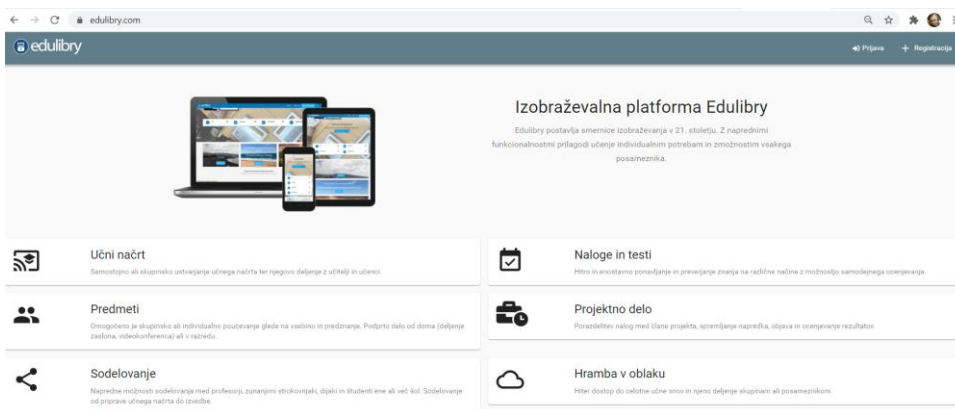 edulibry.com
edulibry
Prijava
Registracija
Izobraževalna platforma Edulibry
Edulibry postavlja smernice izobraževanja v 21. stoletju. Z naprednimi
funkcionalnostmi prilagodi učenje individualnim potrebam in zmožnostim vsakega
posameznika.
Učni načrt
Samostojno ali skupinsko ustvarjanje učnega načrta ter njegovo deljenje z učitelji in učenci.
Naloge in testi
Hitro in enostavno ponavljanje in preverjanje znanja na različne načine z možnostjo samodejnega ocenjevanja.
Predmeti
Omogočeno je skupinsko ali individualno poučevanje glede na vsebino in predznanje. Podprto delo od doma (deljenje
zaslona, videokonferenca) ali v razredu.
Projektno delo
Porazdelitev nalog med člane projekta, spremljanje napredka, objava in ocenjevanje rezultatov.
Sodelovanje
Napredne možnosti sodelovanja med profesorji, zunanjimi strokovnjaki, dijaki in študenti ene ali več šol. Sodelovanje
od priprave učnega načrta do izvedbe.
Hramba v oblaku
Hiter dostop do celotne učne snov in njeno deljenje skupinam ali posameznikom.